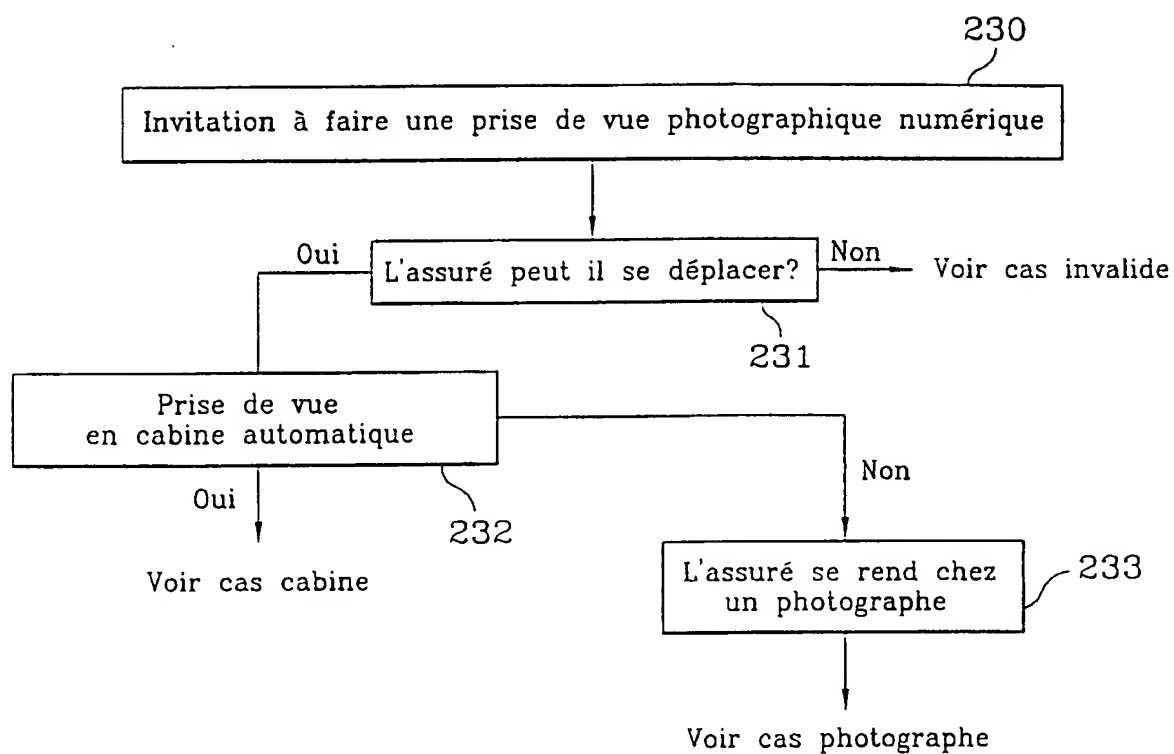 230
Invitation à faire une prise de vue photographique numérique
Oui
L'assuré peut il se déplacer?
Non
Voir cas invalide
231
Prise de vue
en cabine automatique
Oui
232
Non
Voir cas cabine
L'assuré se rend chez
un photographe
233
Voir cas photographe